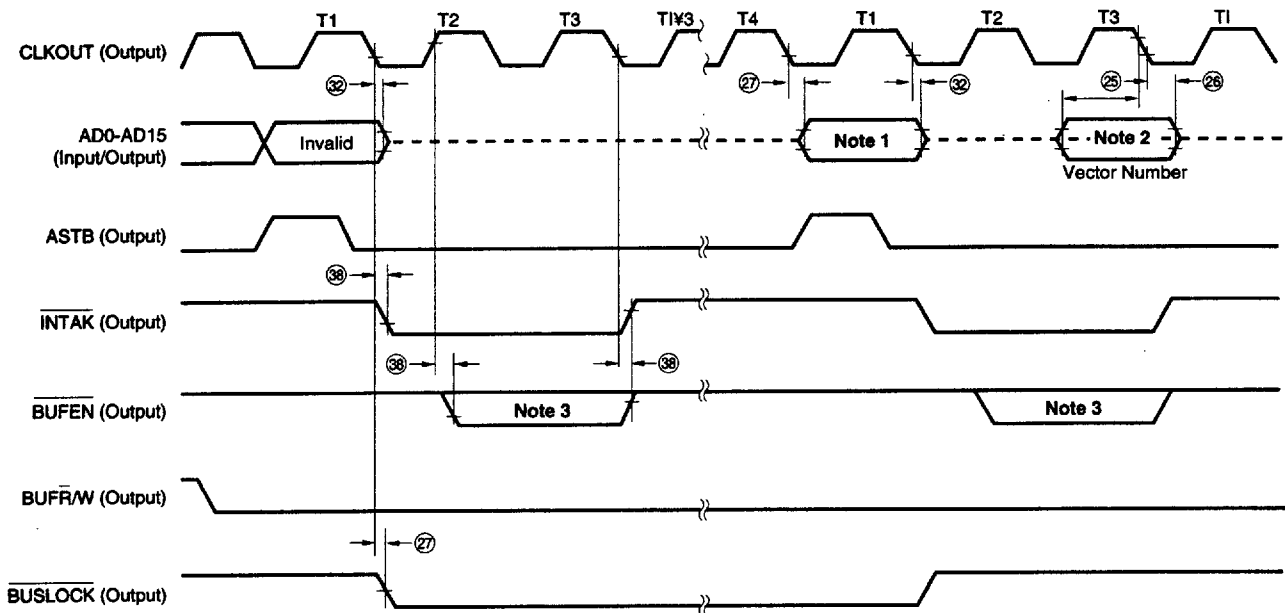 T1 T2 T3 TI¥3 T4 T1 T2 T3 TI
CLKOUT (Output)
32 27 32 25 26
AD0-AD15
(Input/Output)
Invalid Note 1 Note 2
Vector Number
ASTB (Output)
38
INTAK (Output)
38 38
BUFEN (Output)
Note 3 Note 3
BUFR/W (Output)
27
BUSLOCK (Output)